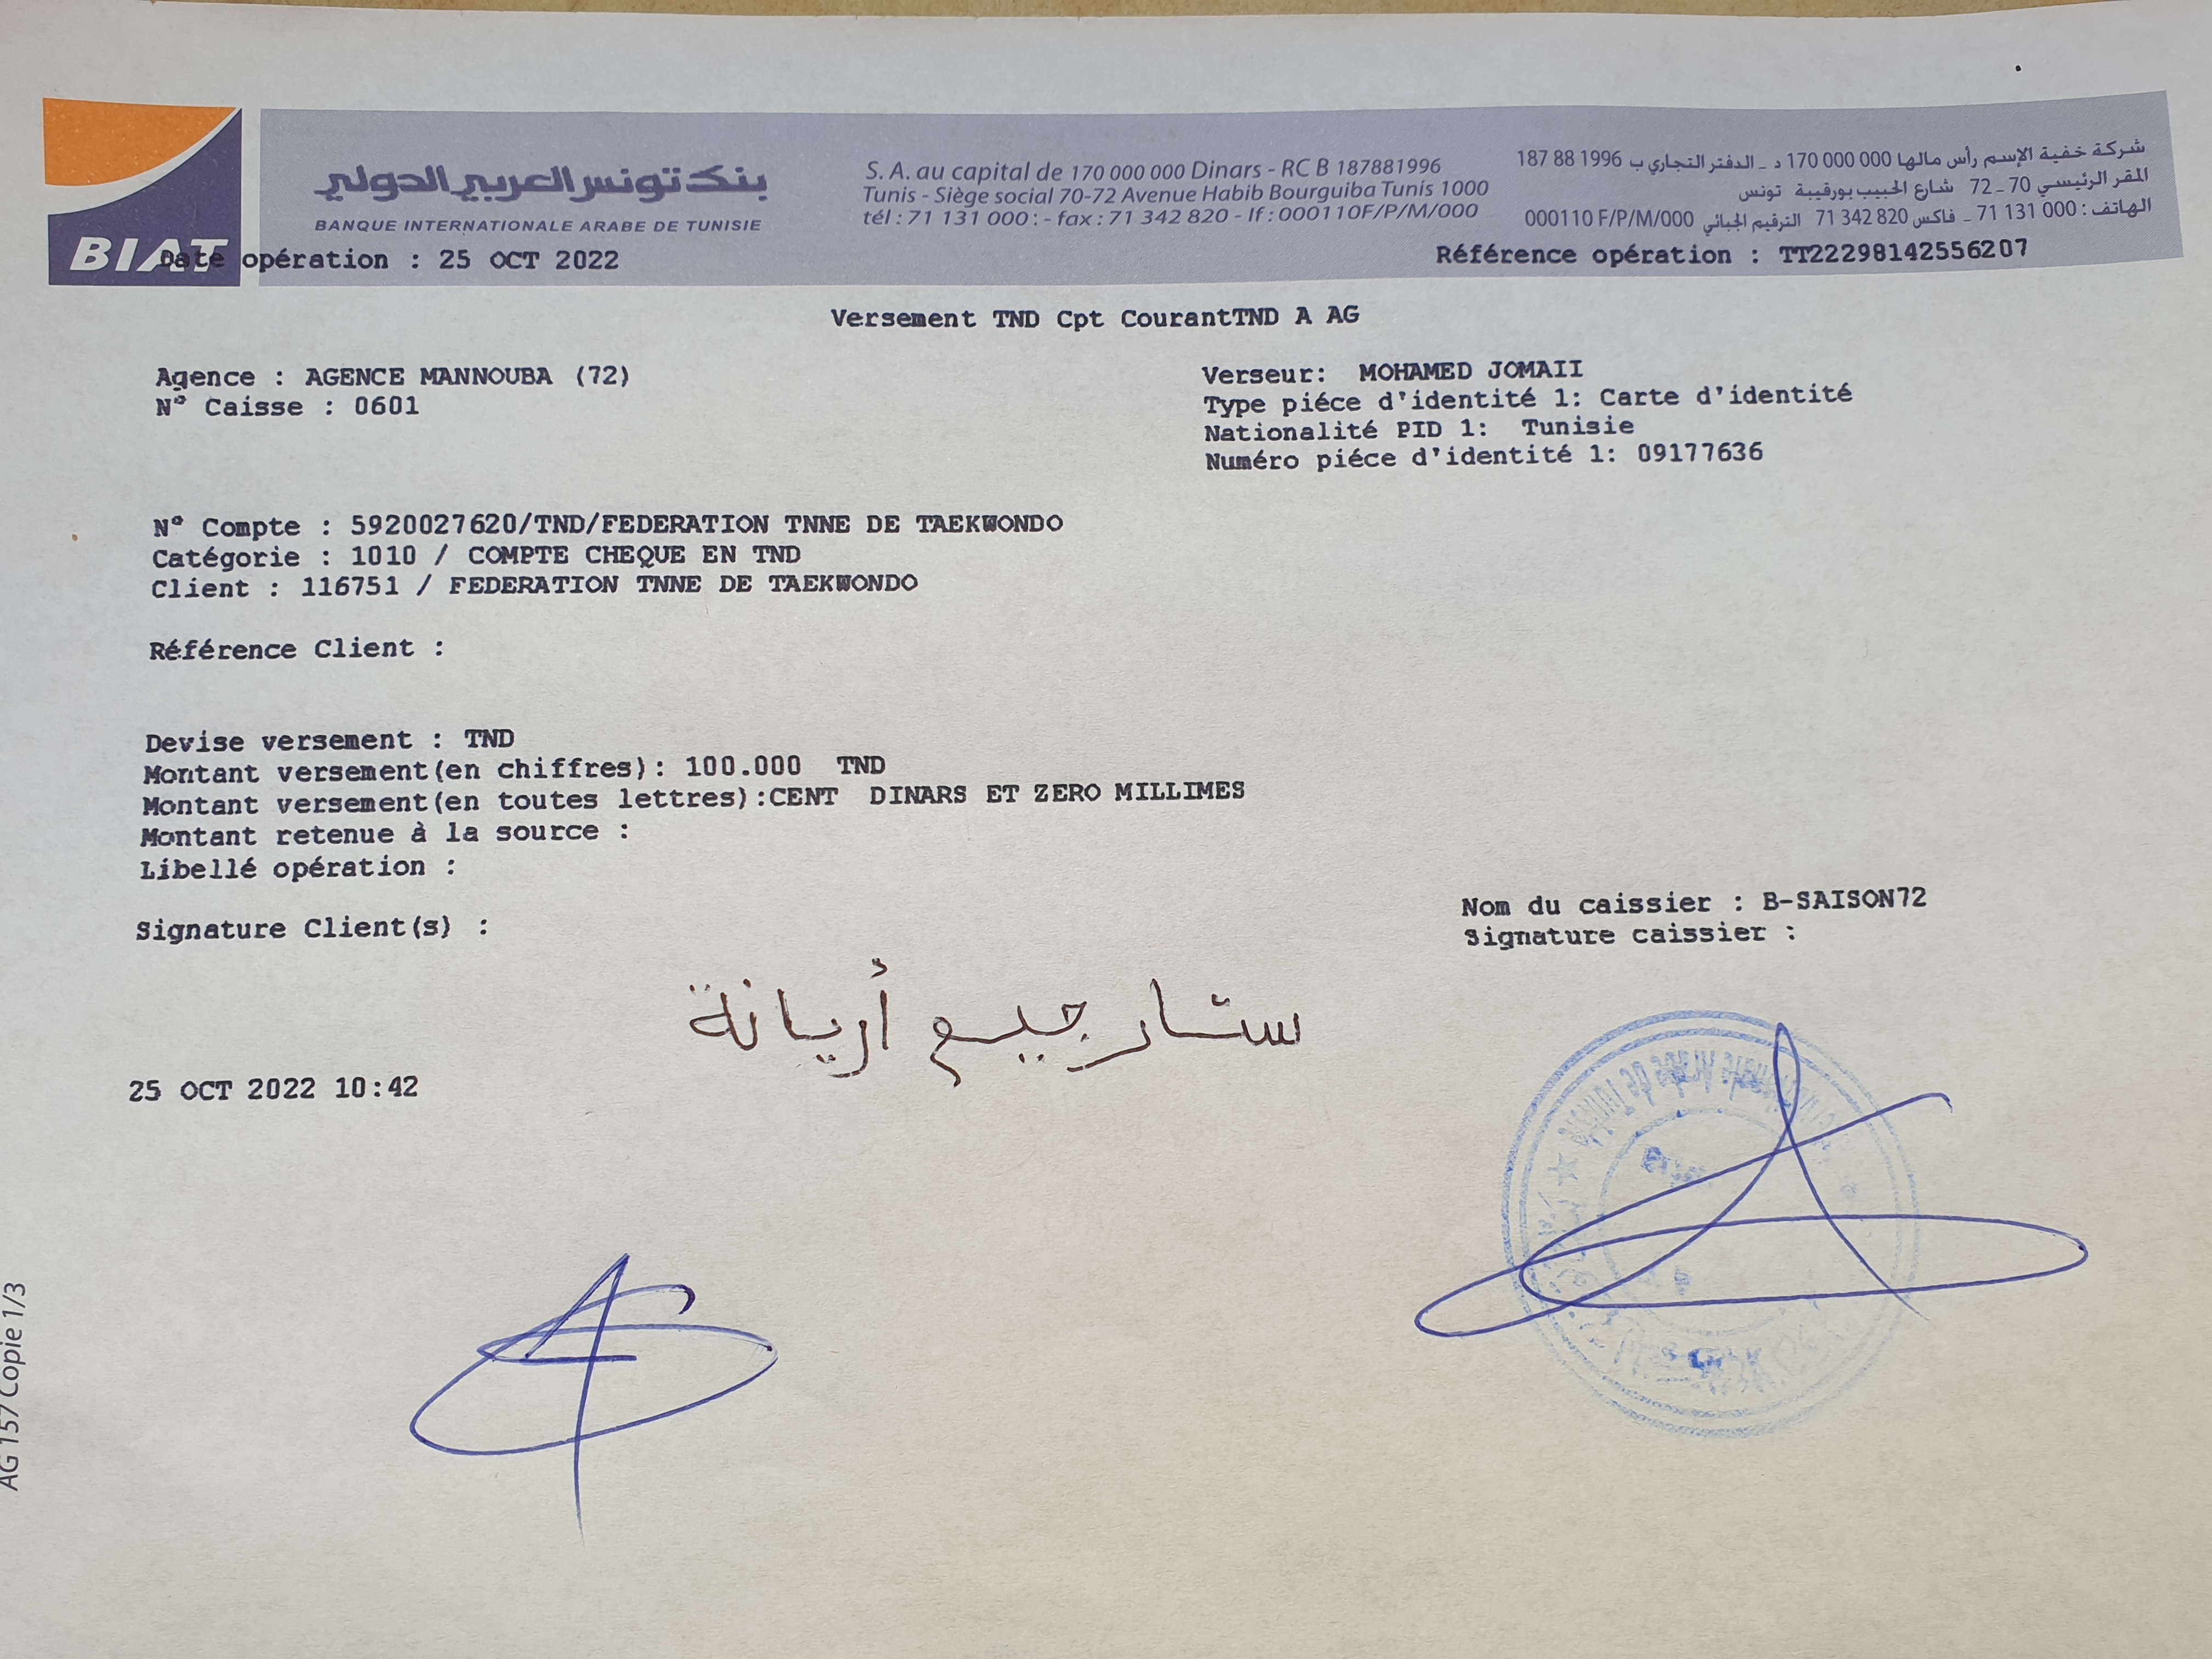 بنك تونس العربي الدولي
BANQUE INTERNATIONALE ARABE DE TUNISIE
BIAT
S. A. au capital de 170 000 000 Dinars - RC B 187881996
Tunis - Siège social 70-72 Avenue Habib Bourguiba Tunis 1000
tél : 71 131 000 : - fax : 71 342 820 - If : 000110F/P/M/000
شركة خفية الإسم رأس مالها 000 000 170 د ـ الدفتر التجاري ب 1996 88 187
المقر الرئيسي 70 ـ 72 شارع الحبيب بورقيبة تونس
الهاتف : 000 131 71 ـ فاكس 820 342 71 الترقيم الجبائي 000110 F/P/M/000
Date opération : 25 OCT 2022
Référence opération : TT22298142556207
Versement TND Cpt CourantTND A AG
Agence : AGENCE MANNOUBA (72)
N° Caisse : 0601
Verseur: MOHAMED JOMAII
Type piéce d'identité 1: Carte d'identité
Nationalité PID 1: Tunisie
Numéro piéce d'identité 1: 09177636
N° Compte : 5920027620/TND/FEDERATION TNNE DE TAEKWONDO
Catégorie : 1010 / COMPTE CHEQUE EN TND
Client : 116751 / FEDERATION TNNE DE TAEKWONDO
Référence Client :
Devise versement : TND
Montant versement(en chiffres): 100.000 TND
Montant versement(en toutes lettres):CENT DINARS ET ZERO MILLIMES
Montant retenue à la source :
Libellé opération :
Signature Client(s) :
Nom du caissier : B-SAISON72
Signature caissier :
ستار جيم أريانة
25 OCT 2022 10:42
AG 157 Copie 1/3